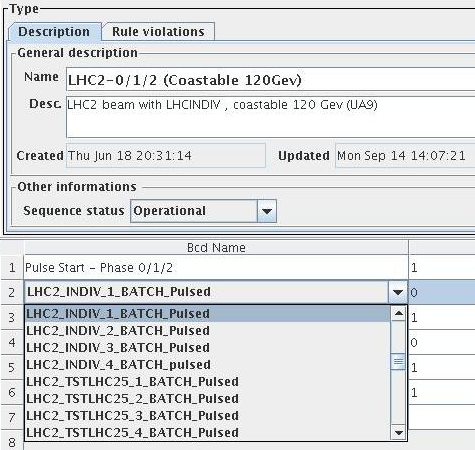 Type
Description Rule violations
General description
Name LHC2-0/1/2 (Coastable 120Gev)
Desc. LHC2 beam with LHCINDIV , coastable 120 Gev (UA9)
Created Thu Jun 18 20:31:14 Updated Mon Sep 14 14:07:21
Other informations
Sequence status Operational
Bcd Name
1 Pulse Start - Phase 0/1/2 1
2 LHC2_INDIV_1_BATCH_Pulsed 0
3 LHC2_INDIV_1_BATCH_Pulsed 1
LHC2_INDIV_2_BATCH_Pulsed
4 LHC2_INDIV_3_BATCH_Pulsed 0
5 LHC2_INDIV_4_BATCH_pulsed 1
LHC2_TSTLHC25_1_BATCH_Pulsed
6 LHC2_TSTLHC25_2_BATCH_Pulsed 1
7 LHC2_TSTLHC25_3_BATCH_Pulsed
LHC2_TSTLHC25_4_BATCH_Pulsed
8